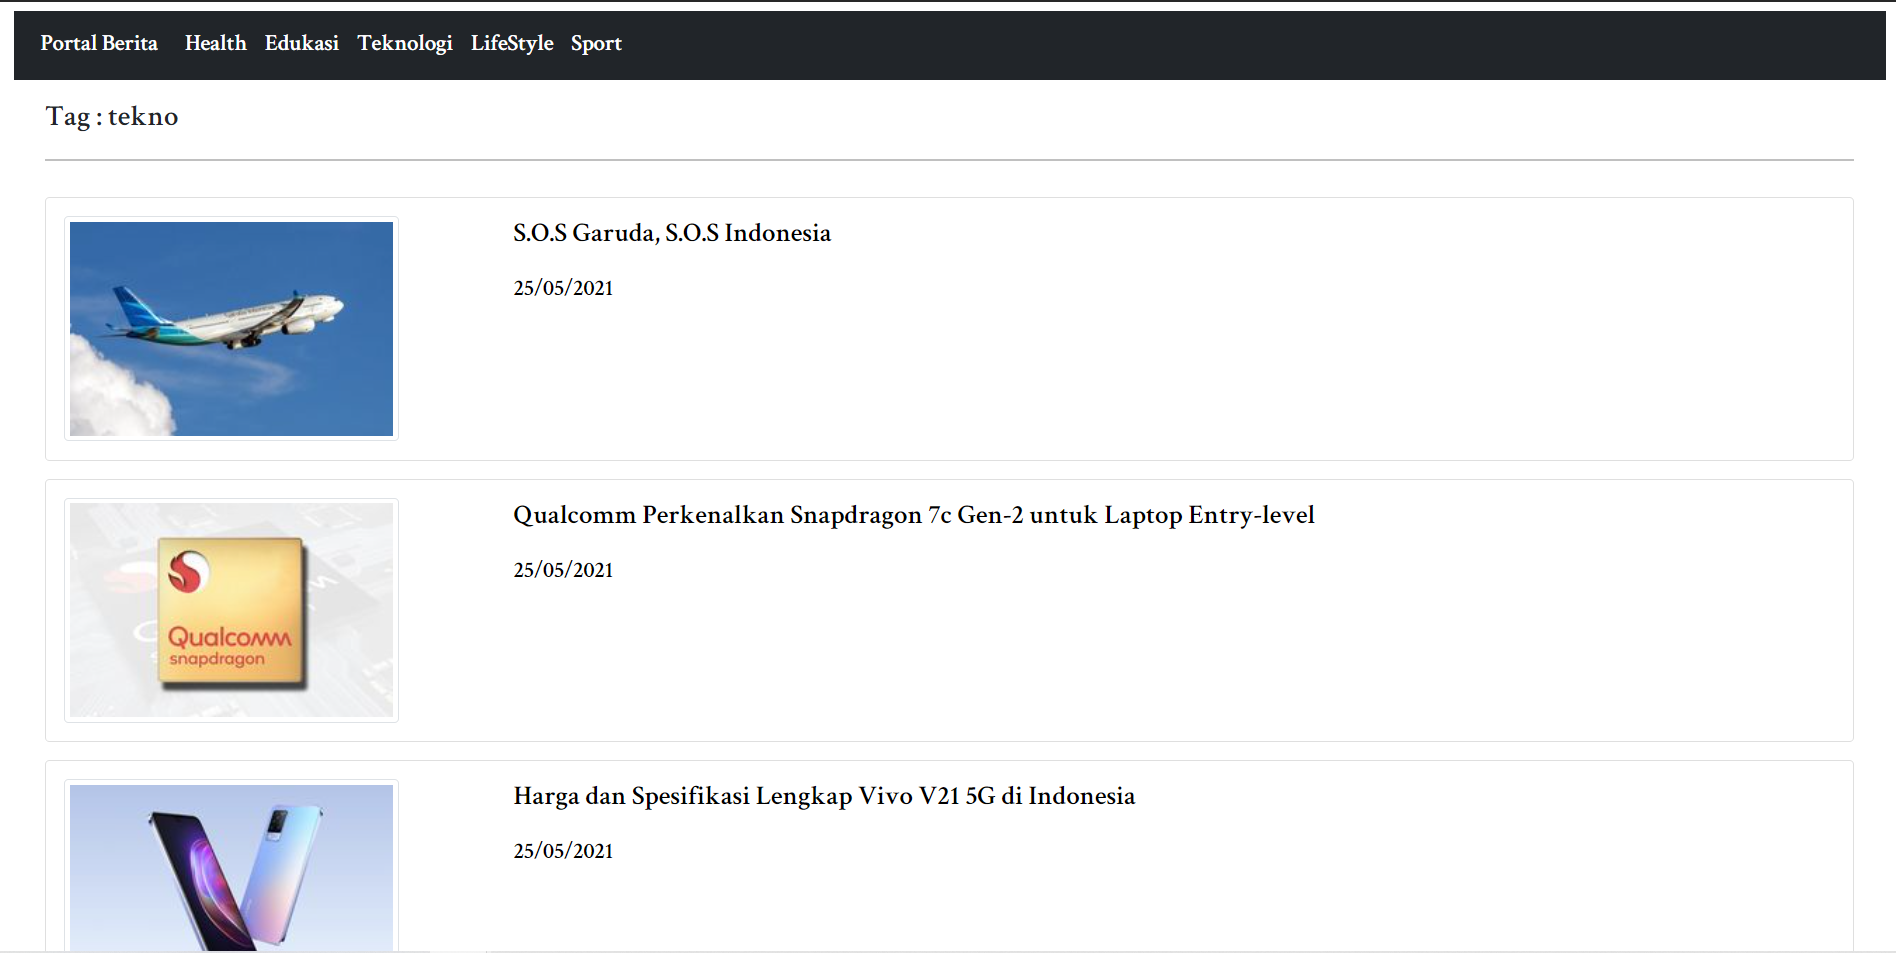 Portal Berita Health Edukasi Teknologi LifeStyle Sport
Tag : tekno
S.O.S Garuda, S.O.S Indonesia
25/05/2021
Qualcomm Perkenalkan Snapdragon 7c Gen-2 untuk Laptop Entry-level
25/05/2021
Qualcomm
snapdragon
Harga dan Spesifikasi Lengkap Vivo V21 5G di Indonesia
25/05/2021